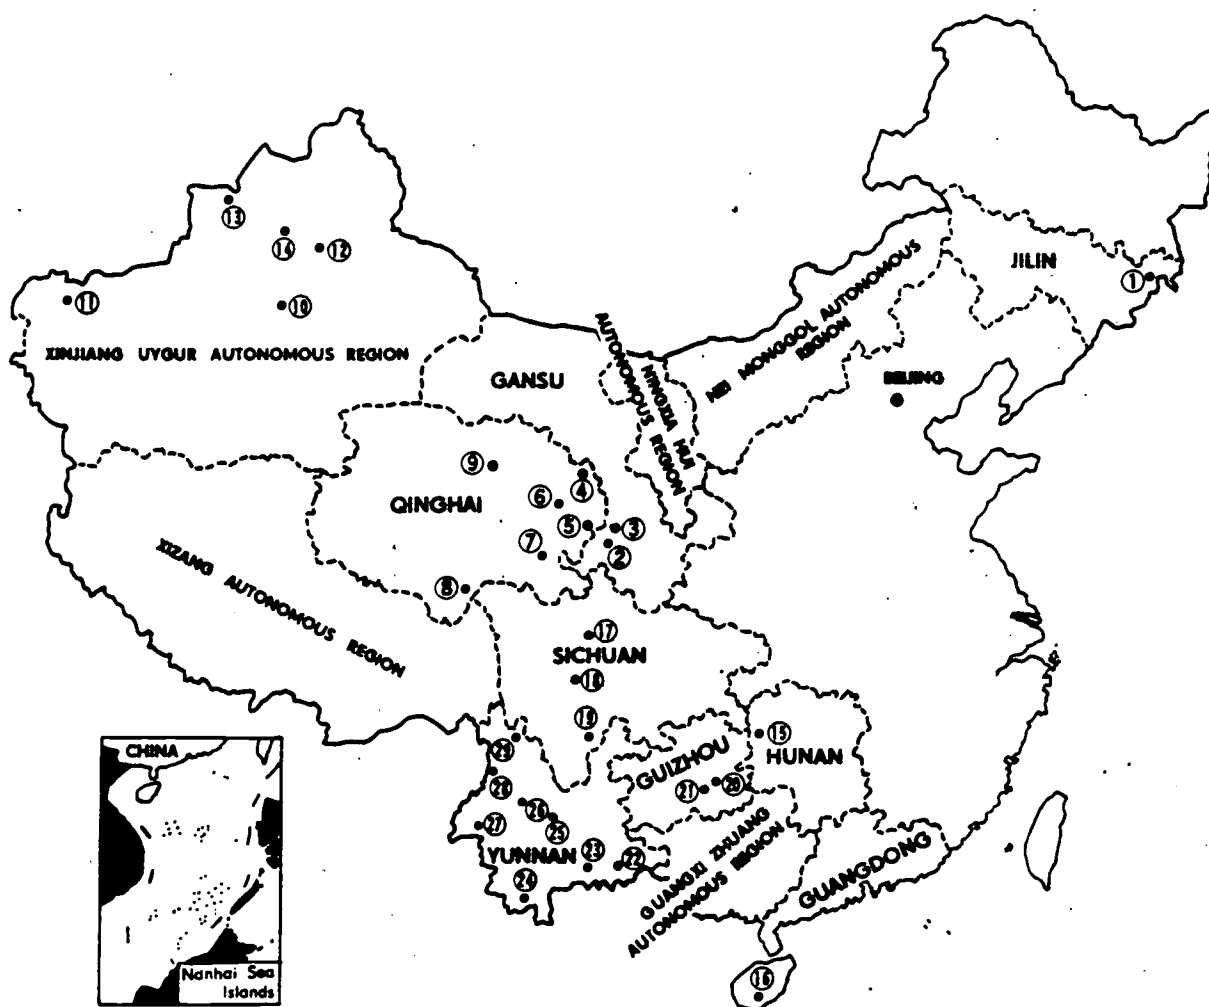 JILIN
①
NEI MONGGOL AUTONOMOUS
REGION
BEIJING
⑬
⑭
⑫
⑪
⑩
XINJIANG UYGUR AUTONOMOUS REGION
GANSU
NINGXIA HUI
AUTONOMOUS REGION
⑨
④
⑥
QINGHAI
⑤
③
⑦
②
⑧
XIZANG AUTONOMOUS REGION
⑰
SICHUAN
⑱
⑲
⑮
HUNAN
GUIZHOU
⑳
㉑
㉙
㉘
㉖
㉗
㉕
YUNNAN
㉓
㉒
㉔
GUANGXI ZHUANG
AUTONOMOUS REGION
GUANGDONG
⑯
CHINA
Nanhai Sea
Islands